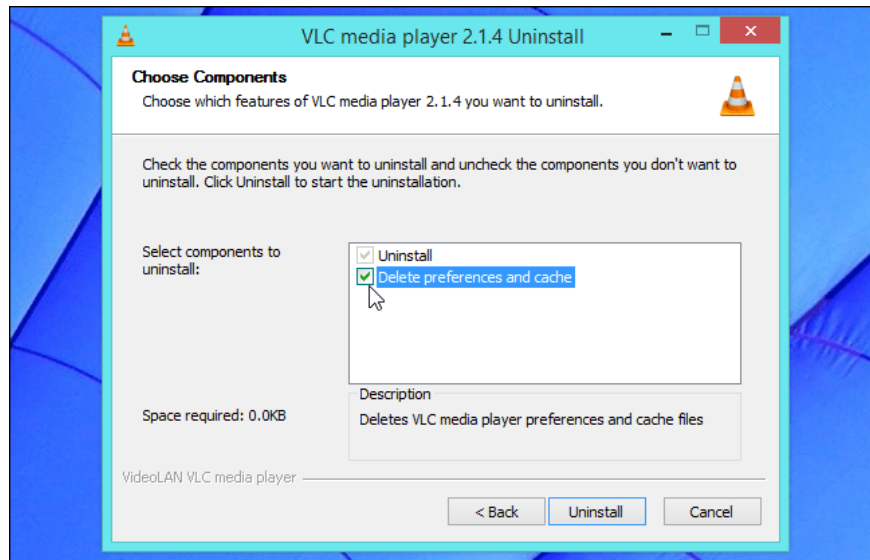 VLC media player 2.1.4 Uninstall
Choose Components
Choose which features of VLC media player 2.1.4 you want to uninstall.
Check the components you want to uninstall and uncheck the components you don't want to
uninstall. Click Uninstall to start the uninstallation.
Select components to
uninstall:
Uninstall
Delete preferences and cache
Description
Space required: 0.0KB
Deletes VLC media player preferences and cache files
VideoLAN VLC media player
< Back
Uninstall
Cancel